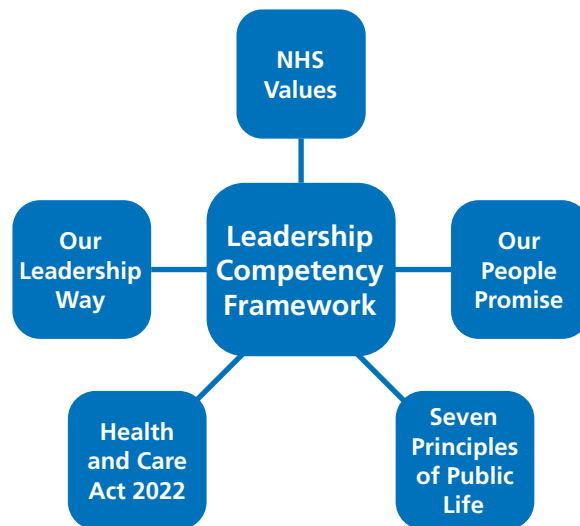 NHS
Values
Leadership
Competency
Framework
Our
Leadership
Way
Our
People
Promise
Health
and Care
Act 2022
Seven
Principles
of Public
Life